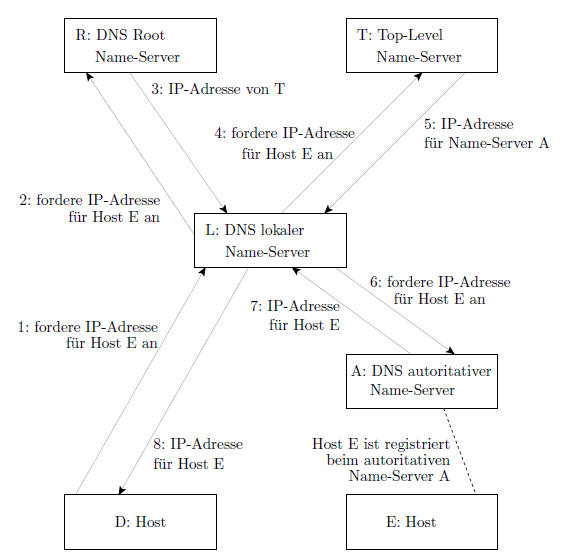 R: DNS Root
Name-Server
T: Top-Level
Name-Server
3: IP-Adresse von T
4: fordere IP-Adresse
für Host E an
5: IP-Adresse
für Name-Server A
2: fordere IP-Adresse
für Host E an
L: DNS lokaler
Name-Server
6: fordere IP-Adresse
für Host E an
7: IP-Adresse
für Host E
1: fordere IP-Adresse
für Host E an
A: DNS autoritativer
Name-Server
8: IP-Adresse
für Host E
Host E ist registriert
beim autoritativen
Name-Server A
D: Host
E: Host